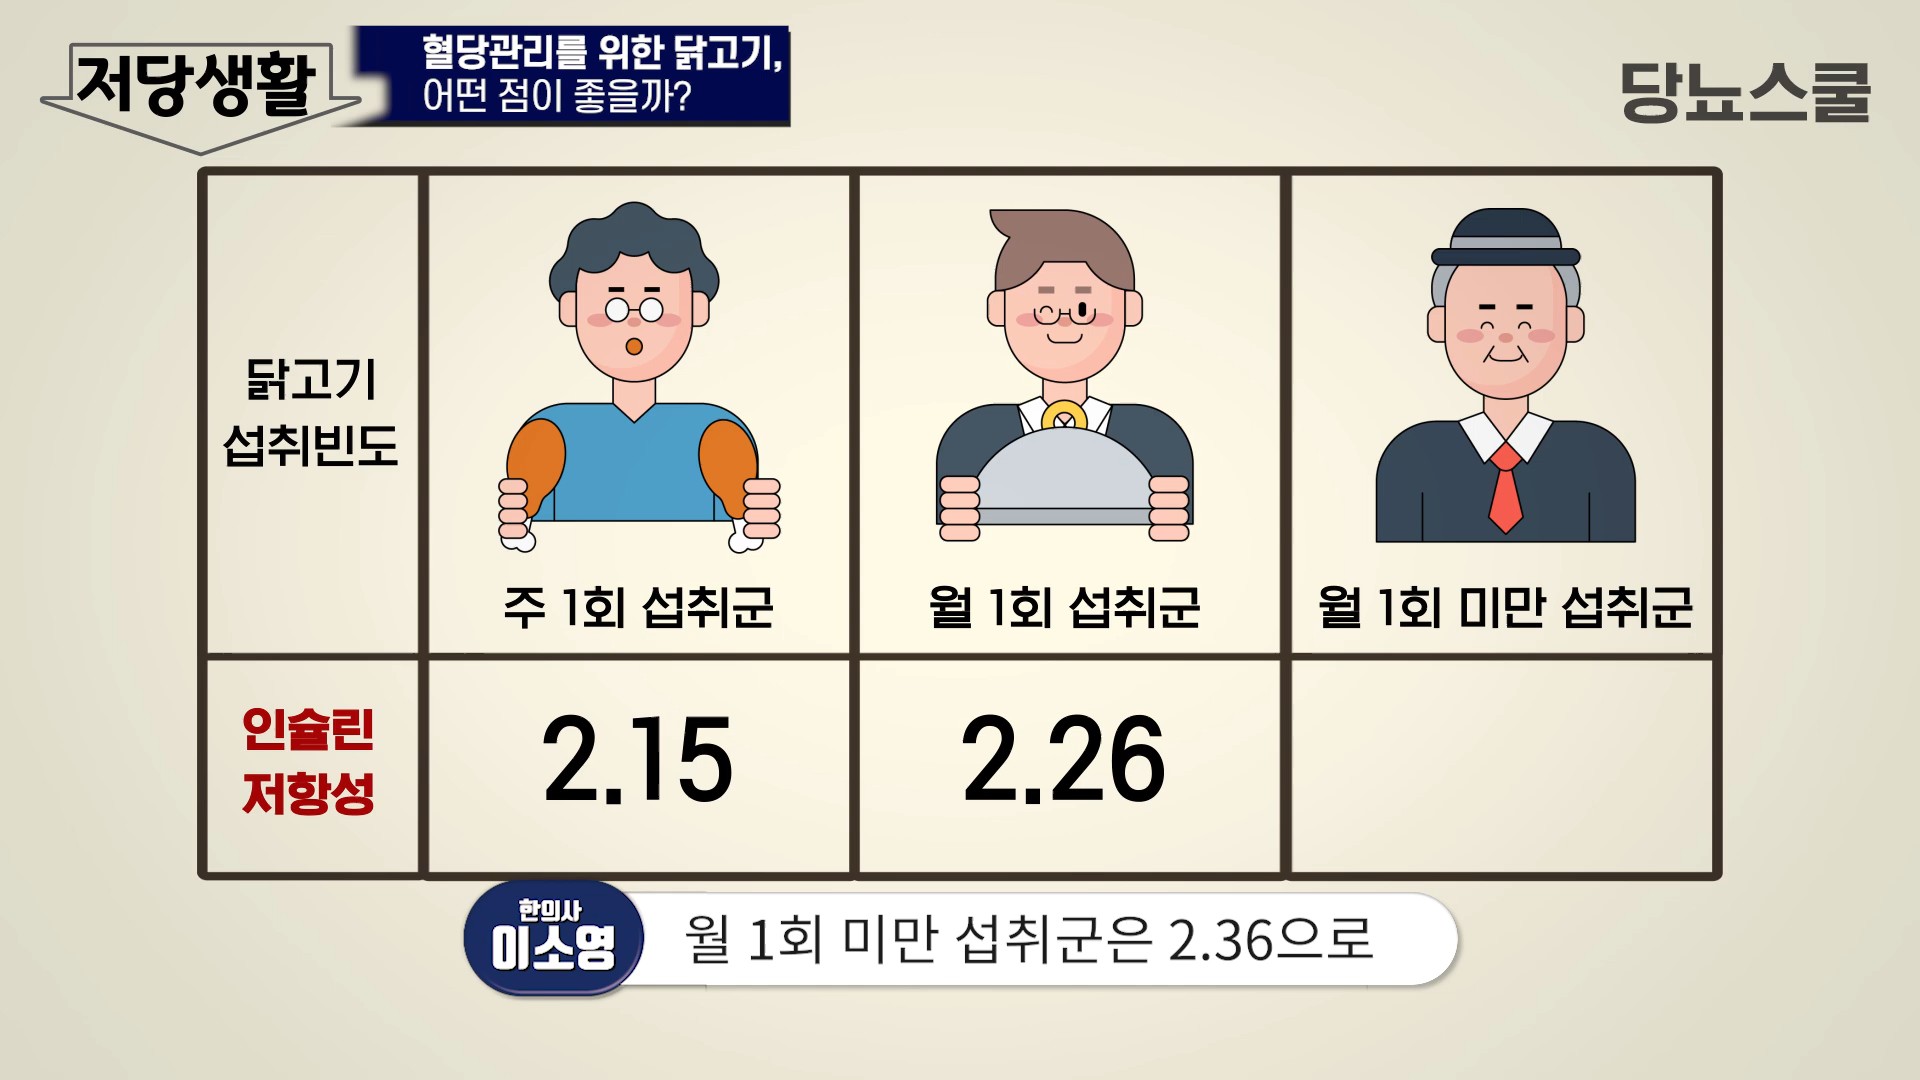 저당생활
혈당관리를 위한 닭고기,
어떤 점이 좋을까?
당뇨스쿨
닭고기
섭취빈도
주 1회 섭취군
월 1회 섭취군
월 1회 미만 섭취군
인슐린
저항성
2.15
2.26
한의사
이소영
월 1회 미만 섭취군은 2.36으로